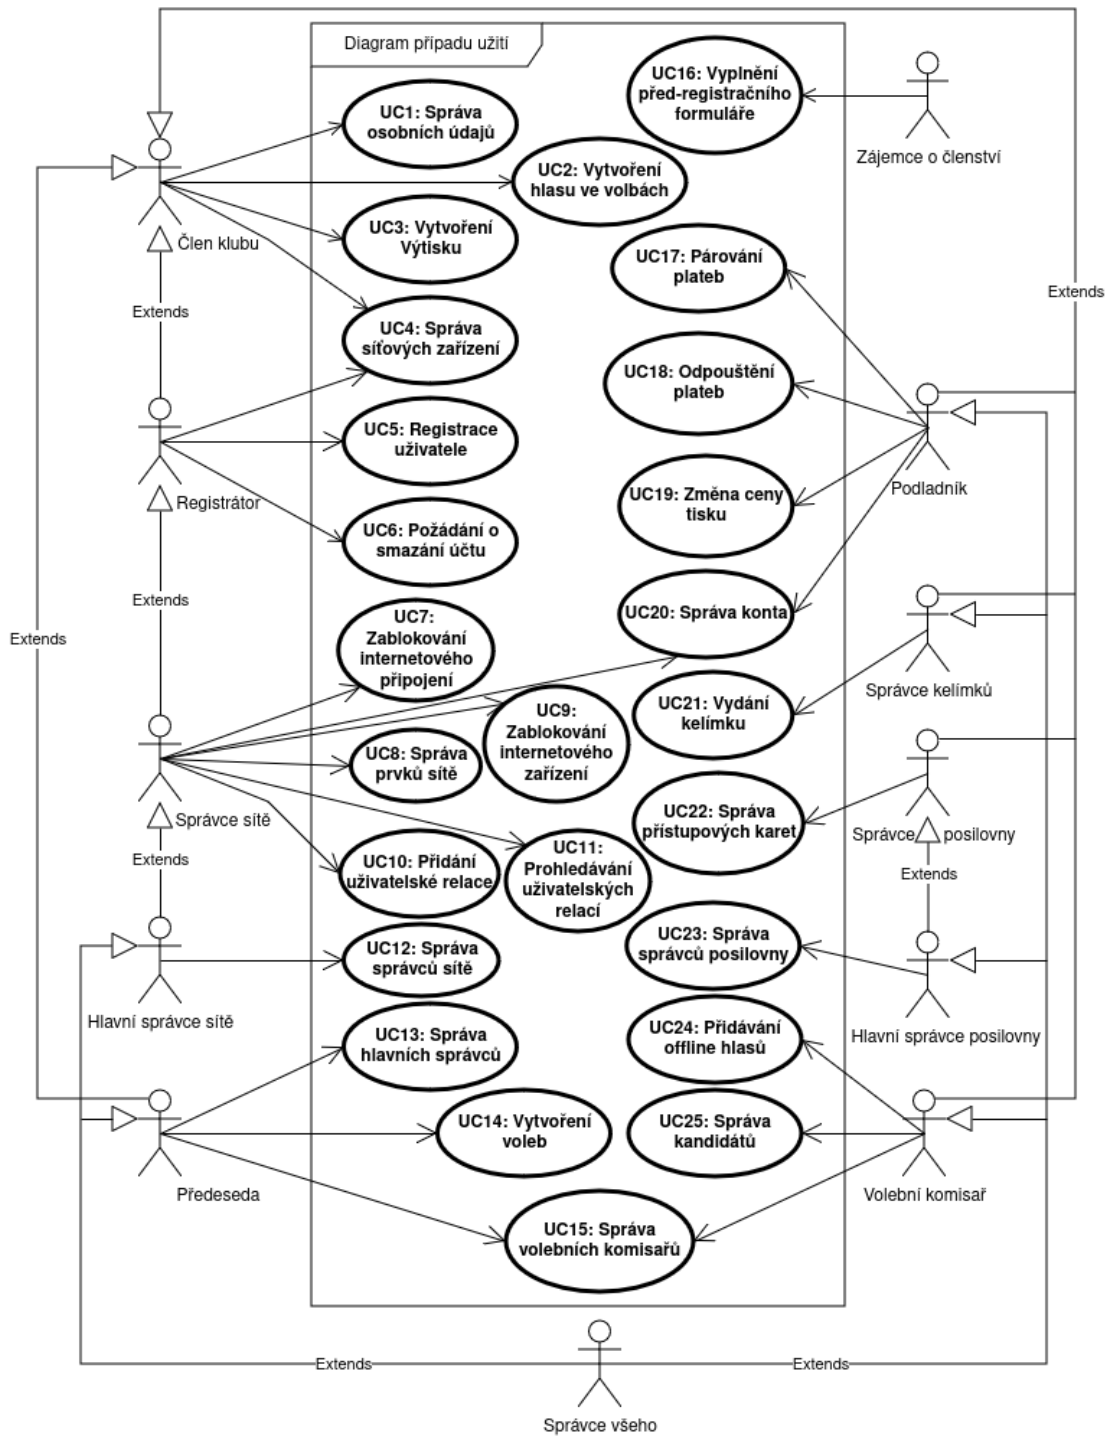 Diagram případu užití
UC16: Vyplnění
před-registračního
formuláře
Zájemce o členství
UC1: Správa
osobních údajů
UC2: Vytvoření
hlasu ve volbách
UC3: Vytvoření
Výtisku
Člen klubu
UC17: Párování
plateb
Extends
Extends
UC4: Správa
síťových zařízení
UC18: Odpouštění
plateb
UC5: Registrace
uživatele
Podladník
Registrátor
UC19: Změna ceny
tisku
UC6: Požádání o
smazání účtu
Extends
UC7:
Zablokování
internetového
připojení
UC20: Správa konta
Extends
Správce kelímků
UC21: Vydání
kelímku
UC9:
Zablokování
internetového
zařízení
UC8: Správa
prvků sítě
Správce sítě
UC22: Správa
přístupových karet
Správce posilovny
Extends
UC10: Přidání
uživatelské relace
UC11:
Prohledávání
uživatelských
relací
Extends
UC12: Správa
správců sítě
UC23: Správa
správců posilovny
Hlavní správce sítě
Hlavní správce posilovny
UC13: Správa
hlavních správců
UC24: Přidávání
offline hlasů
UC14: Vytvoření
voleb
UC25: Správa
kandidátů
Předeseda
Volební komisař
UC15: Správa
volebních komisařů
Extends
Extends
Správce všeho